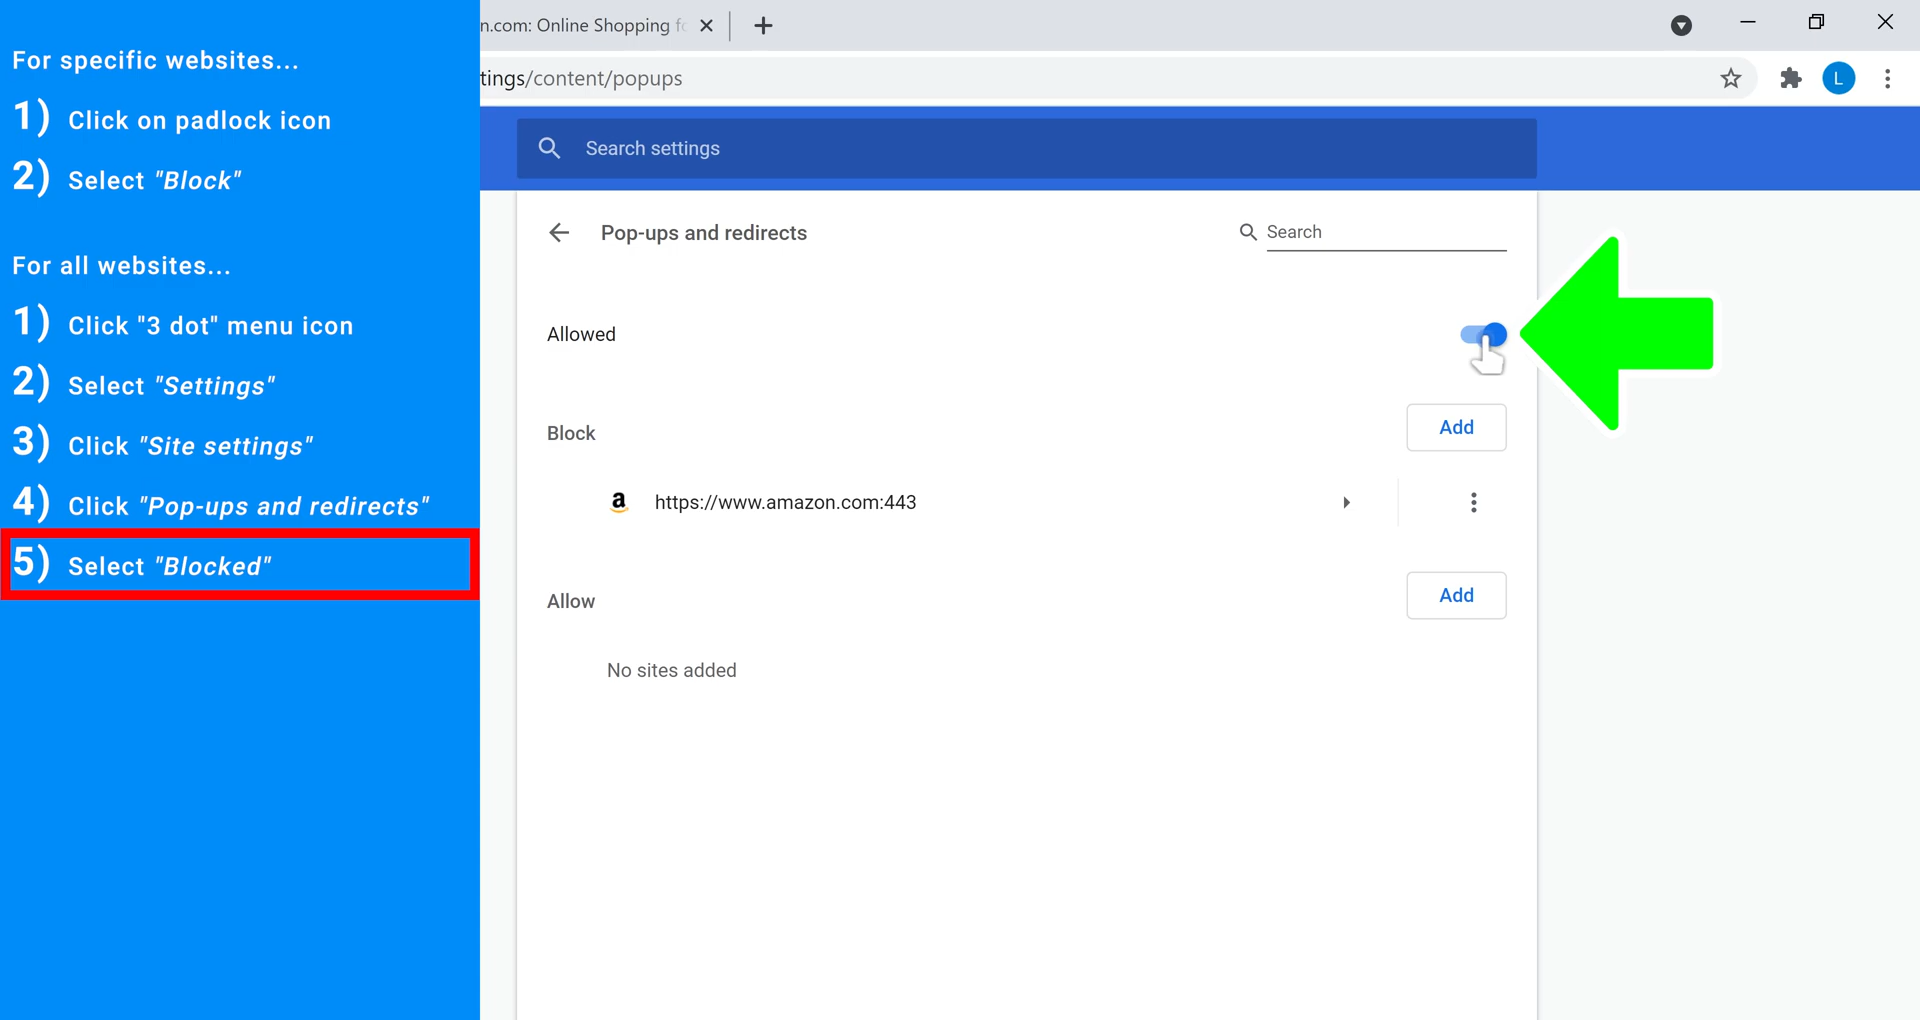 For specific websites...
1) Click on padlock icon
2) Select "Block"
For all websites...
1) Click "3 dot" menu icon
2) Select "Settings"
3) Click "Site settings"
4) Click "Pop-ups and redirects"
5) Select "Blocked"
n.com: Online Shopping fo
tings/content/popups
L
Search settings
Pop-ups and redirects
Search
Allowed
Block
Add
a
https://www.amazon.com:443
Allow
Add
No sites added